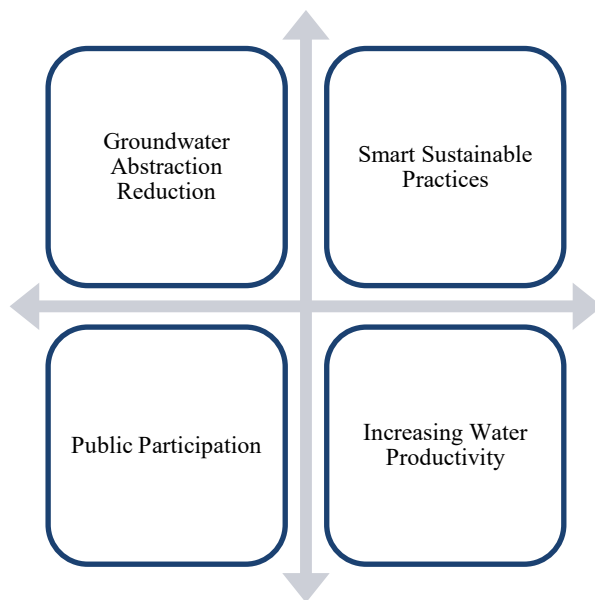 Groundwater
Abstraction
Reduction
Smart Sustainable
Practices
Public Participation
Increasing Water
Productivity